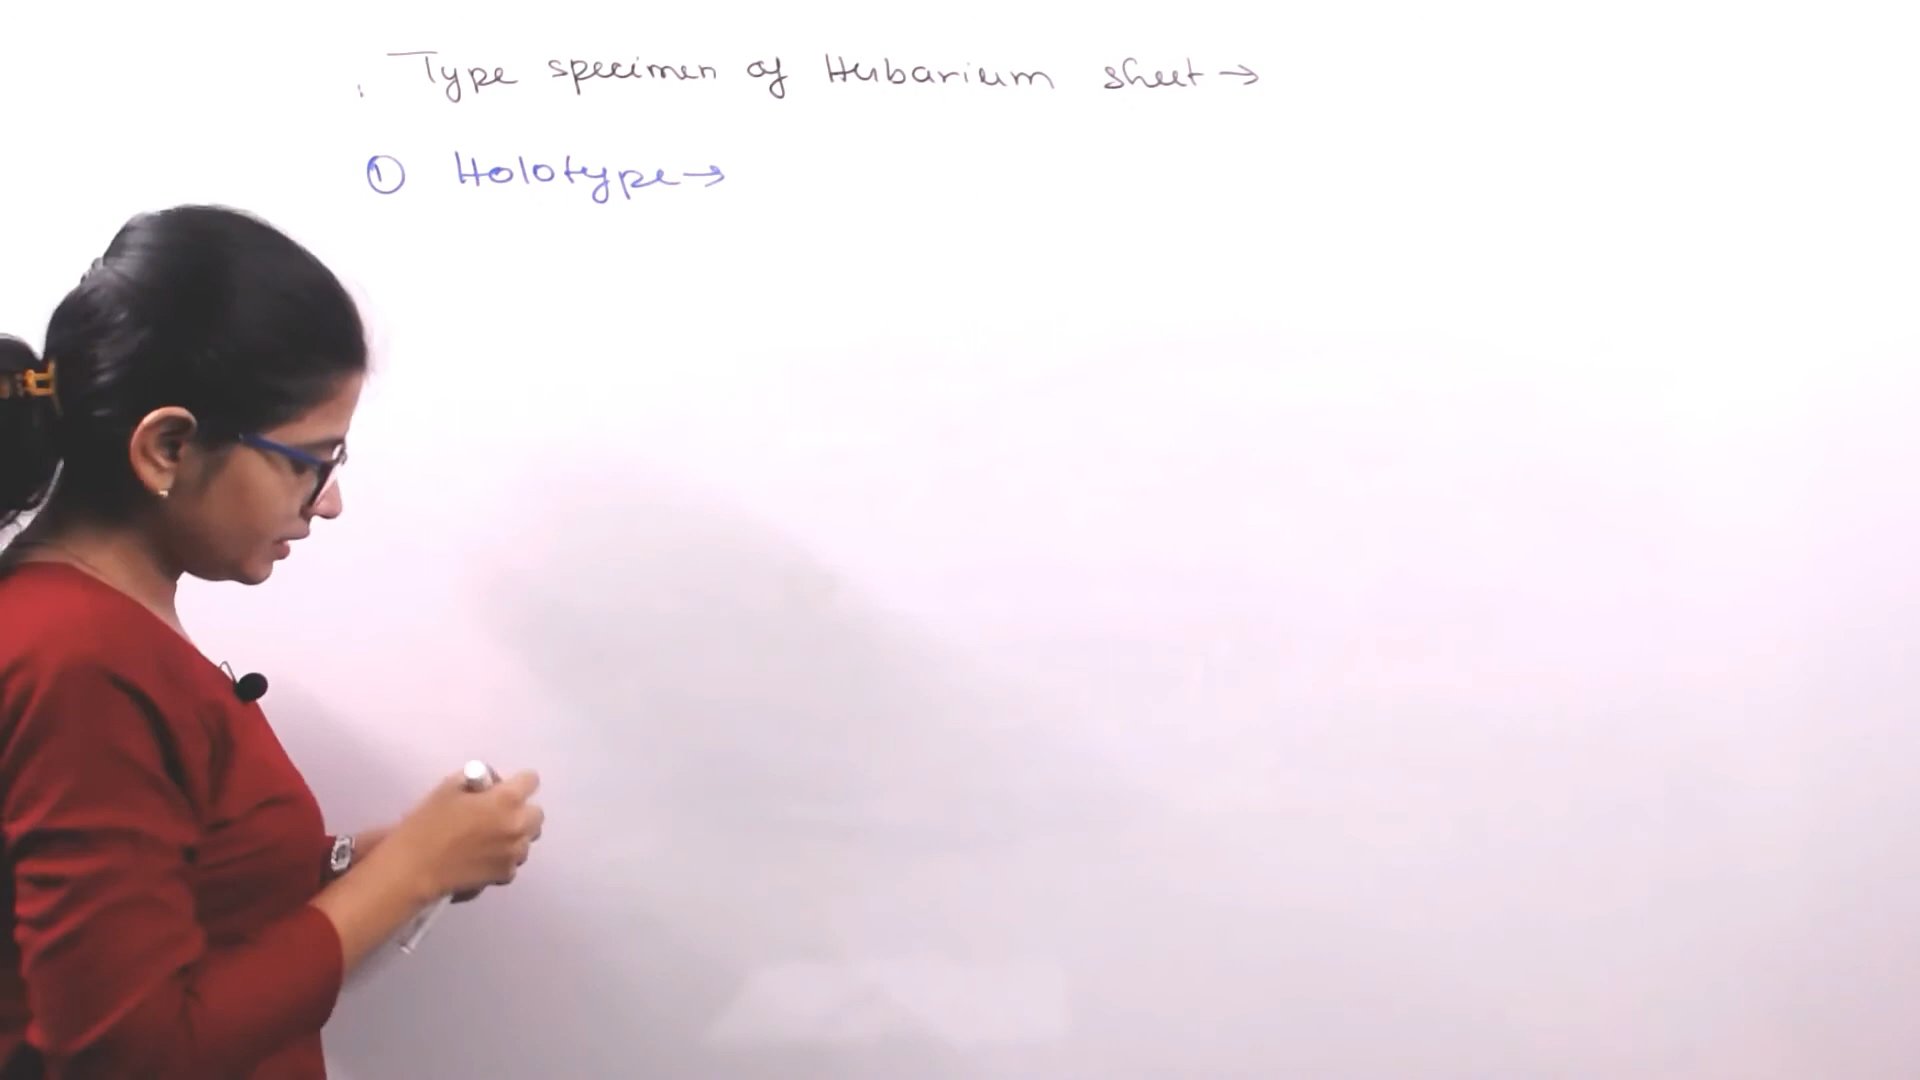 Type specimen of Herbarium sheet →
① Holotype →